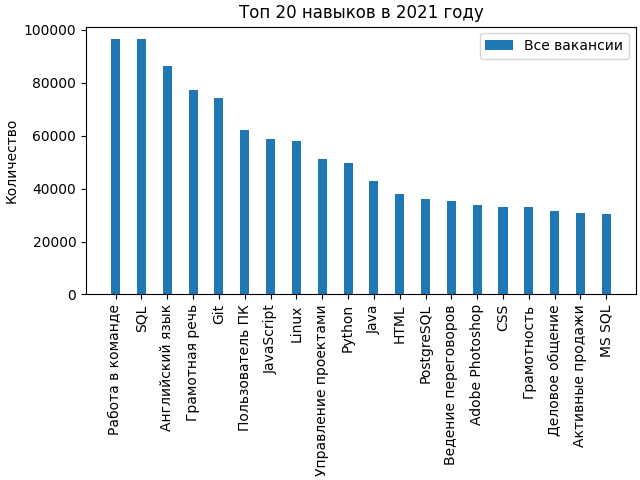 Топ 20 навыков в 2021 году
Все вакансии
Количество
100000
80000
60000
40000
20000
0
Работа в команде
SQL
Английский язык
Грамотная речь
Git
Пользователь ПК
JavaScript
Linux
Управление проектами
Python
Java
HTML
PostgreSQL
Ведение переговоров
Adobe Photoshop
CSS
Грамотность
Деловое общение
Активные продажи
MS SQL